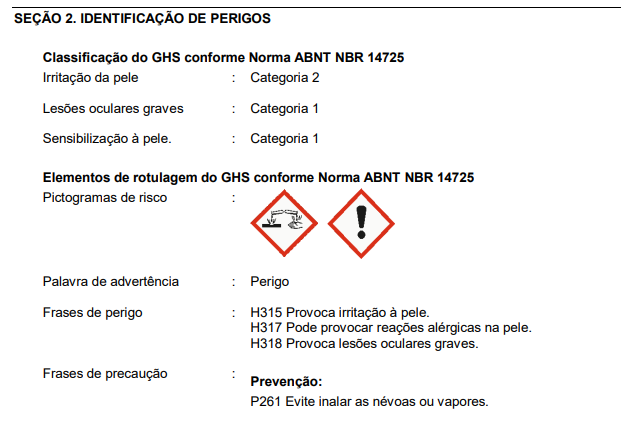 SEÇÃO 2. IDENTIFICAÇÃO DE PERIGOS
Classificação do GHS conforme Norma ABNT NBR 14725
Irritação da pele : Categoria 2
Lesões oculares graves : Categoria 1
Sensibilização à pele. : Categoria 1
Elementos de rotulagem do GHS conforme Norma ABNT NBR 14725
Pictogramas de risco :
Palavra de advertência : Perigo
Frases de perigo : H315 Provoca irritação à pele.
H317 Pode provocar reações alérgicas na pele.
H318 Provoca lesões oculares graves.
Frases de precaução :
Prevenção:
P261 Evite inalar as névoas ou vapores.